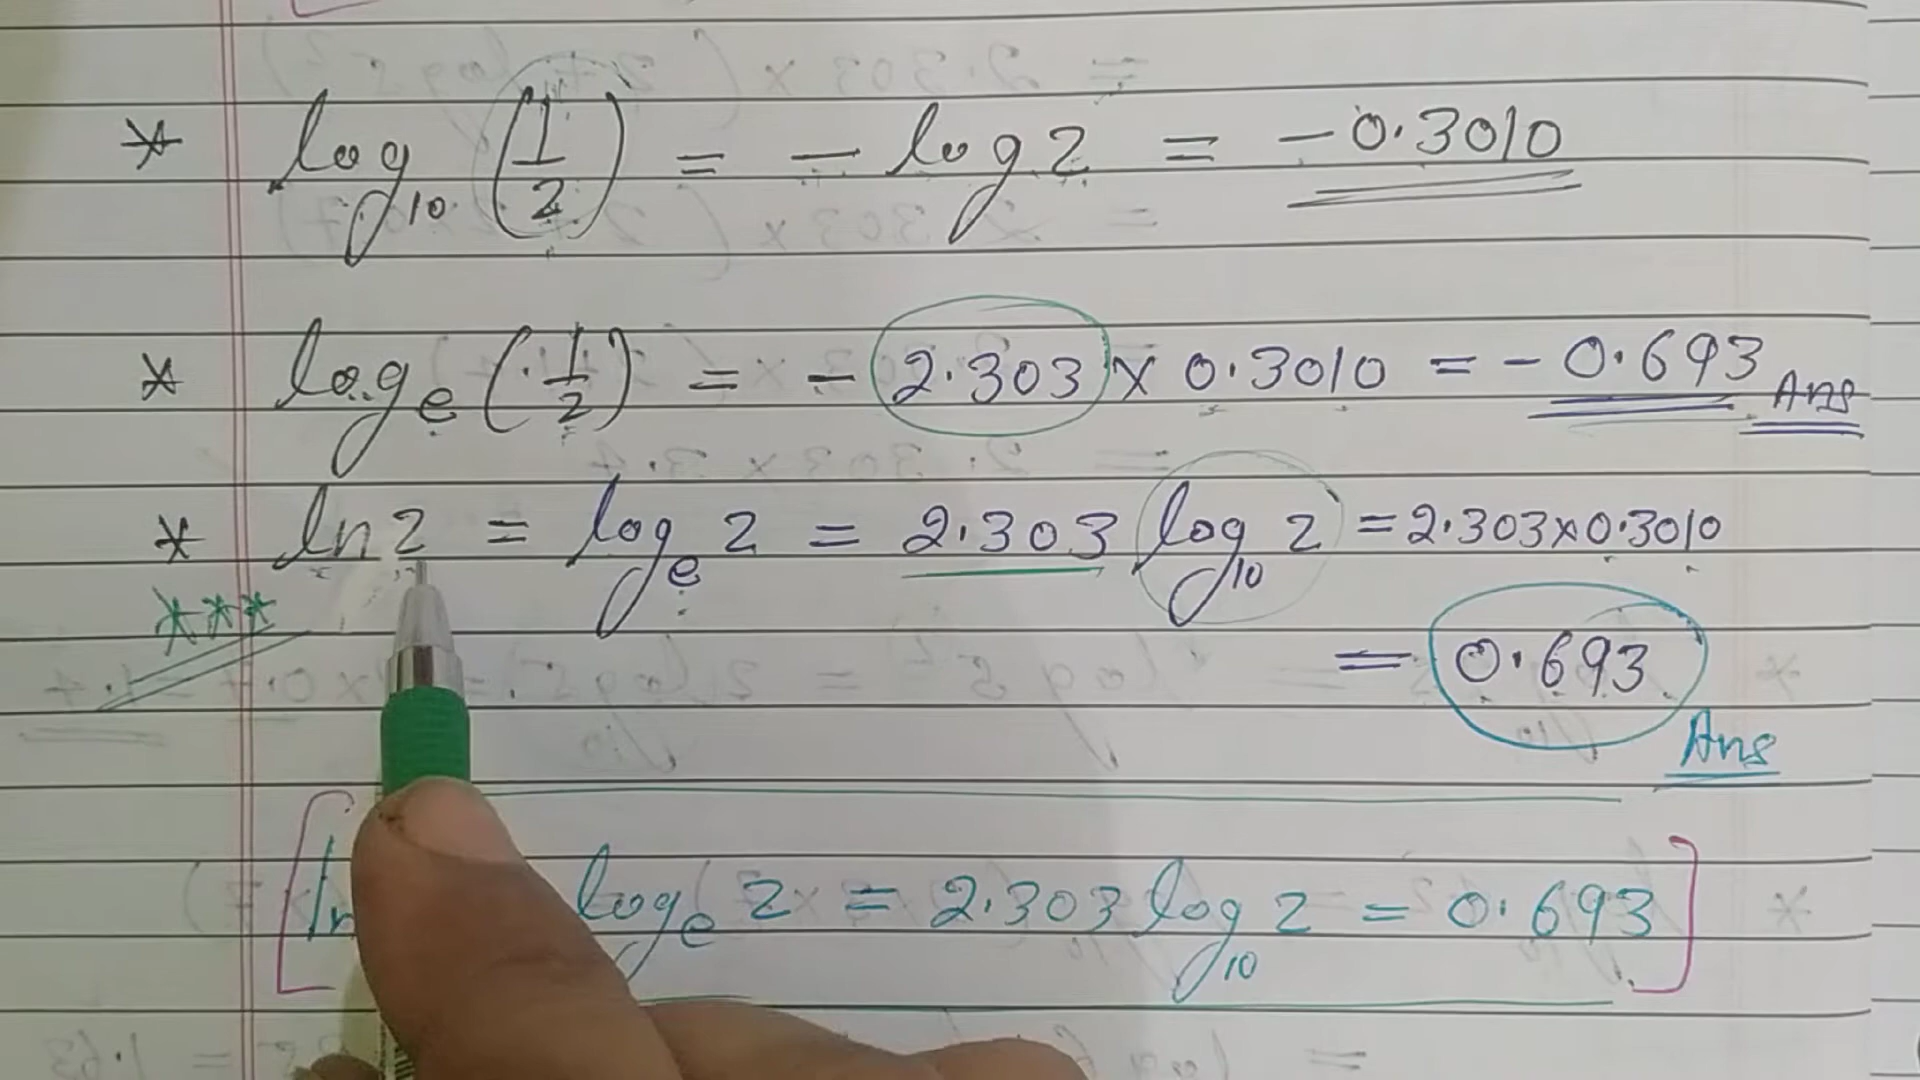 * log₁₀ (1/2) = - log 2 = - 0.3010
* logₑ (1/2) = - 2.303 × 0.3010 = - 0.693 Ans
* ln 2 = logₑ 2 = 2.303 log₁₀ 2 = 2.303×0.3010
***
= 0.693
Ans
[ln logₑ 2 = 2.303 log₁₀ 2 = 0.693]